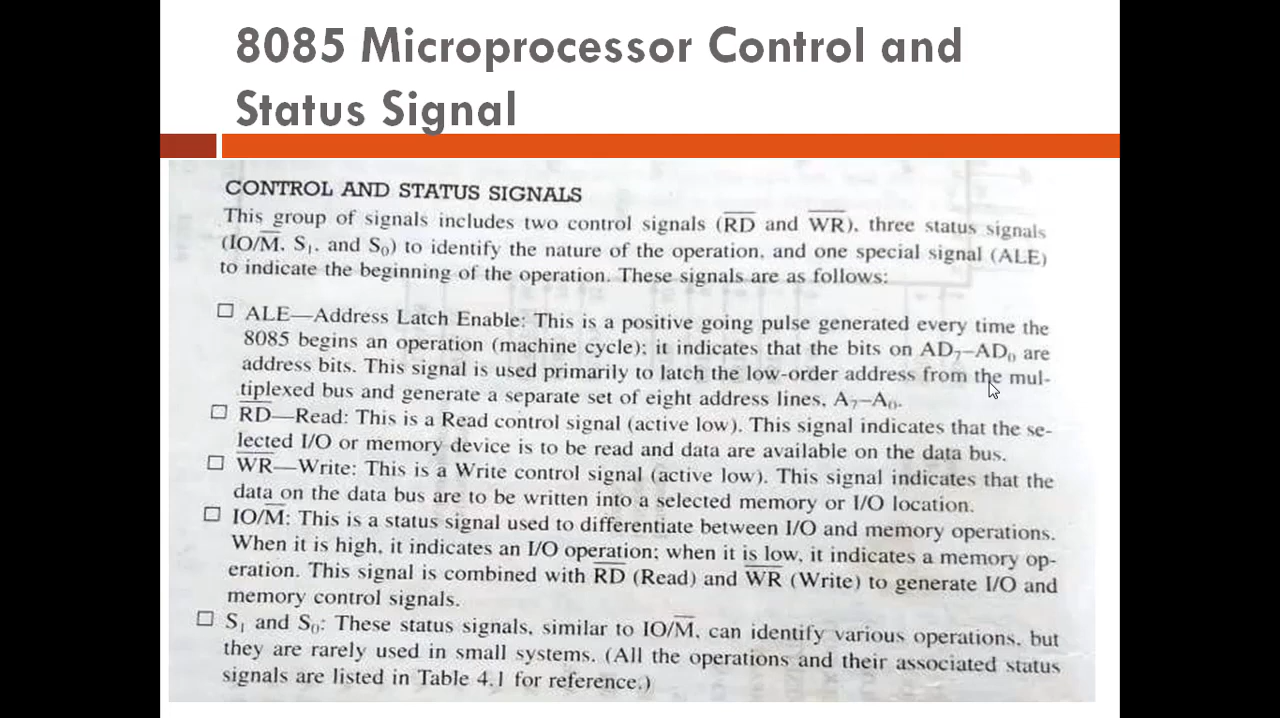 8085 Microprocessor Control and
Status Signal
CONTROL AND STATUS SIGNALS
This group of signals includes two control signals (R̅D̅ and W̅R̅), three status signals
(IO/M̅, S₁, and S₀) to identify the nature of the operation, and one special signal (ALE)
to indicate the beginning of the operation. These signals are as follows:
☐ ALE—Address Latch Enable: This is a positive going pulse generated every time the
8085 begins an operation (machine cycle); it indicates that the bits on AD₇–AD₀ are
address bits. This signal is used primarily to latch the low-order address from the mul-
tiplexed bus and generate a separate set of eight address lines, A₇–A₀.
☐ R̅D̅—Read: This is a Read control signal (active low). This signal indicates that the se-
lected I/O or memory device is to be read and data are available on the data bus.
☐ W̅R̅—Write: This is a Write control signal (active low). This signal indicates that the
data on the data bus are to be written into a selected memory or I/O location.
☐ IO/M̅: This is a status signal used to differentiate between I/O and memory operations.
When it is high, it indicates an I/O operation; when it is low, it indicates a memory op-
eration. This signal is combined with R̅D̅ (Read) and W̅R̅ (Write) to generate I/O and
memory control signals.
☐ S₁ and S₀: These status signals, similar to IO/M̅, can identify various operations, but
they are rarely used in small systems. (All the operations and their associated status
signals are listed in Table 4.1 for reference.)